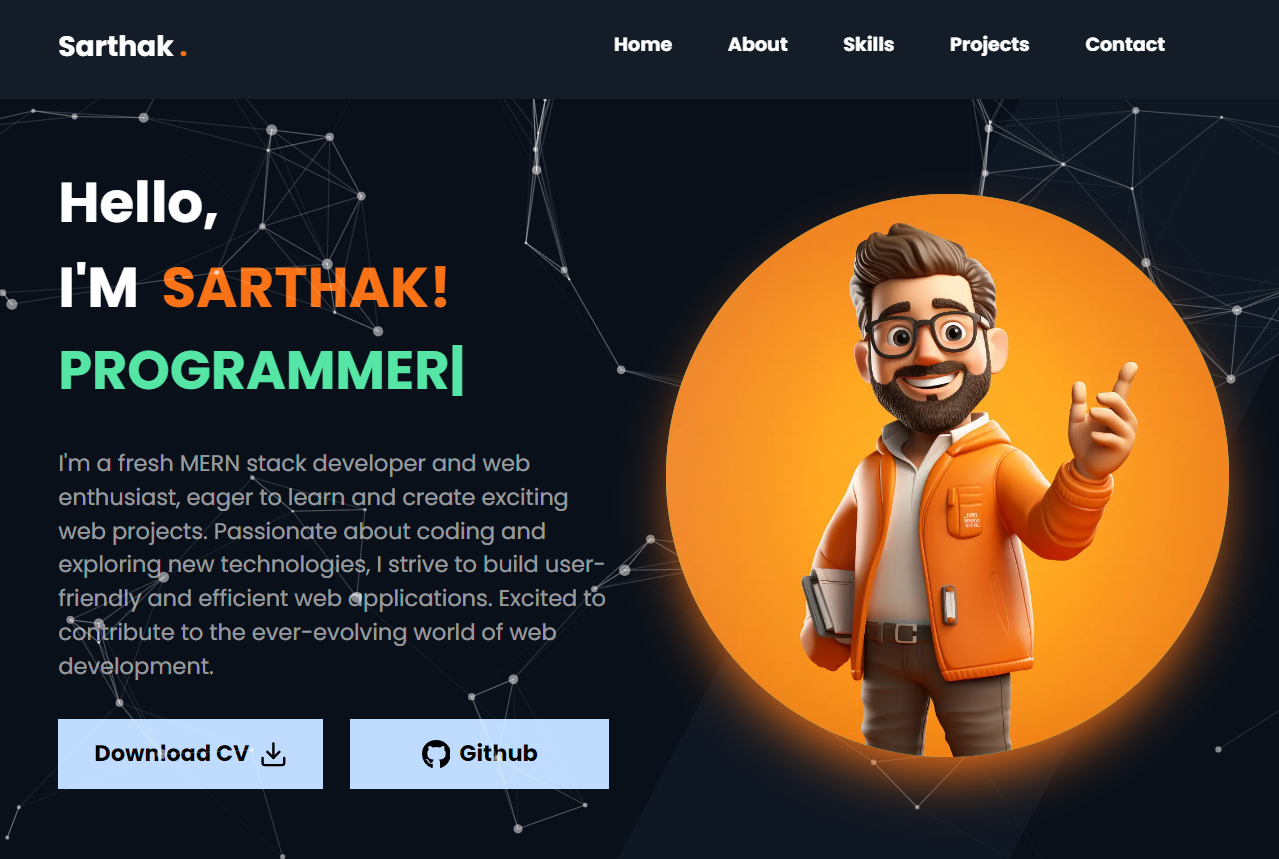 Sarthak .
Home About Skills Projects Contact
Hello,
I'M SARTHAK!
PROGRAMMER|
I'm a fresh MERN stack developer and web
enthusiast, eager to learn and create exciting
web projects. Passionate about coding and
exploring new technologies, I strive to build user-
friendly and efficient web applications. Excited to
contribute to the ever-evolving world of web
development.
Download CV
Github